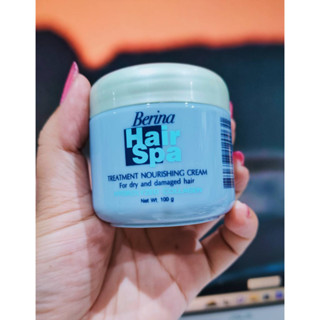 Berina
Hair
Spa
TREATMENT NOURISHING CREAM
For dry and damaged hair
Net Wt. 100 g